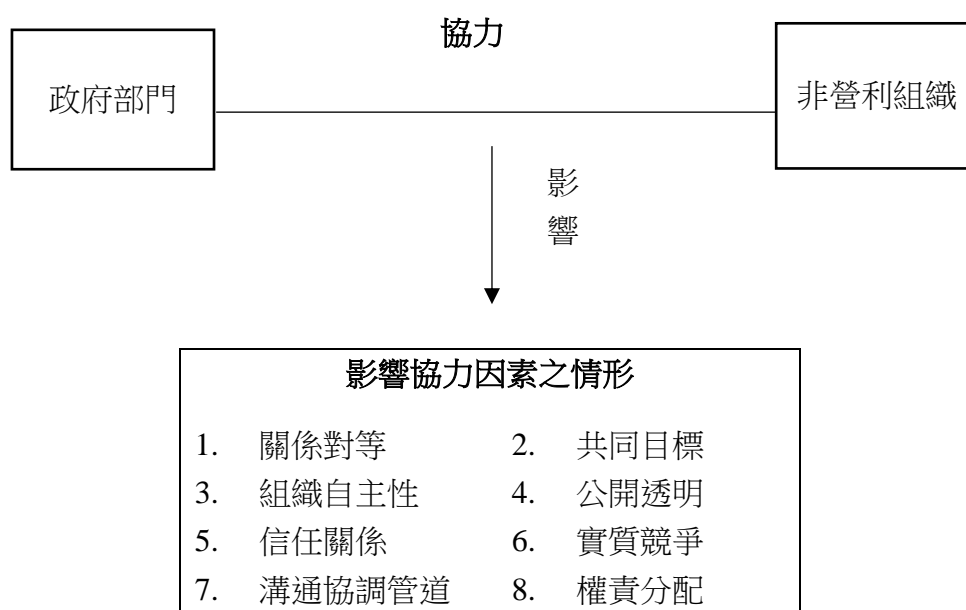 協力
政府部門
非營利組織
影
響
影響協力因素之情形
1. 關係對等 2. 共同目標
3. 組織自主性 4. 公開透明
5. 信任關係 6. 實質競爭
7. 溝通協調管道 8. 權責分配